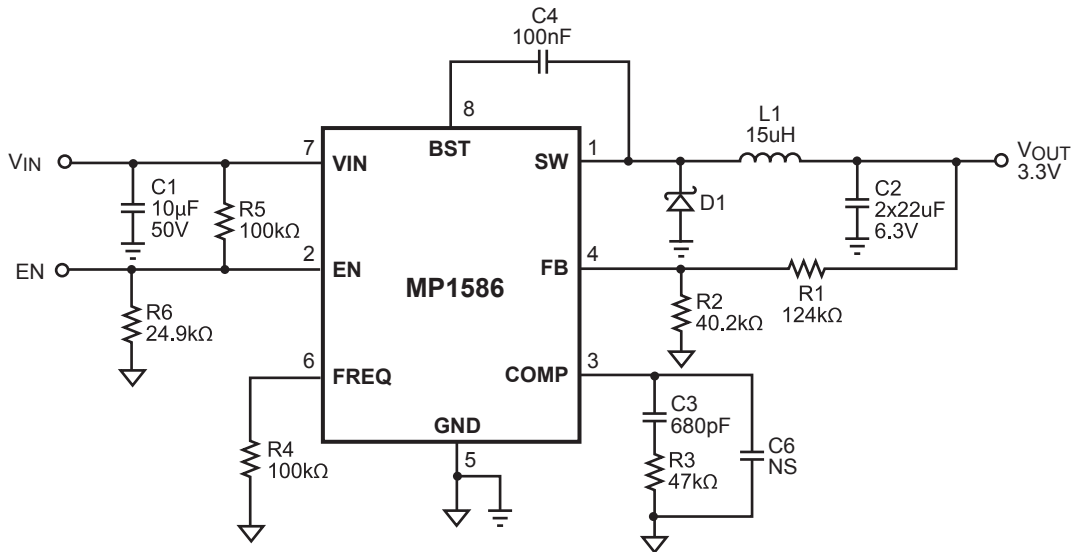 C4
100nF
8
L1
15uH
VIN
7
VIN
BST
SW
1
VOUT
3.3V
C1
10µF
50V
R5
100kΩ
D1
C2
2x22uF
6.3V
EN
2
EN
MP1586
FB
4
R1
124kΩ
R6
24.9kΩ
R2
40.2kΩ
6
FREQ
COMP
3
R4
100kΩ
GND
5
C3
680pF
R3
47kΩ
C6
NS